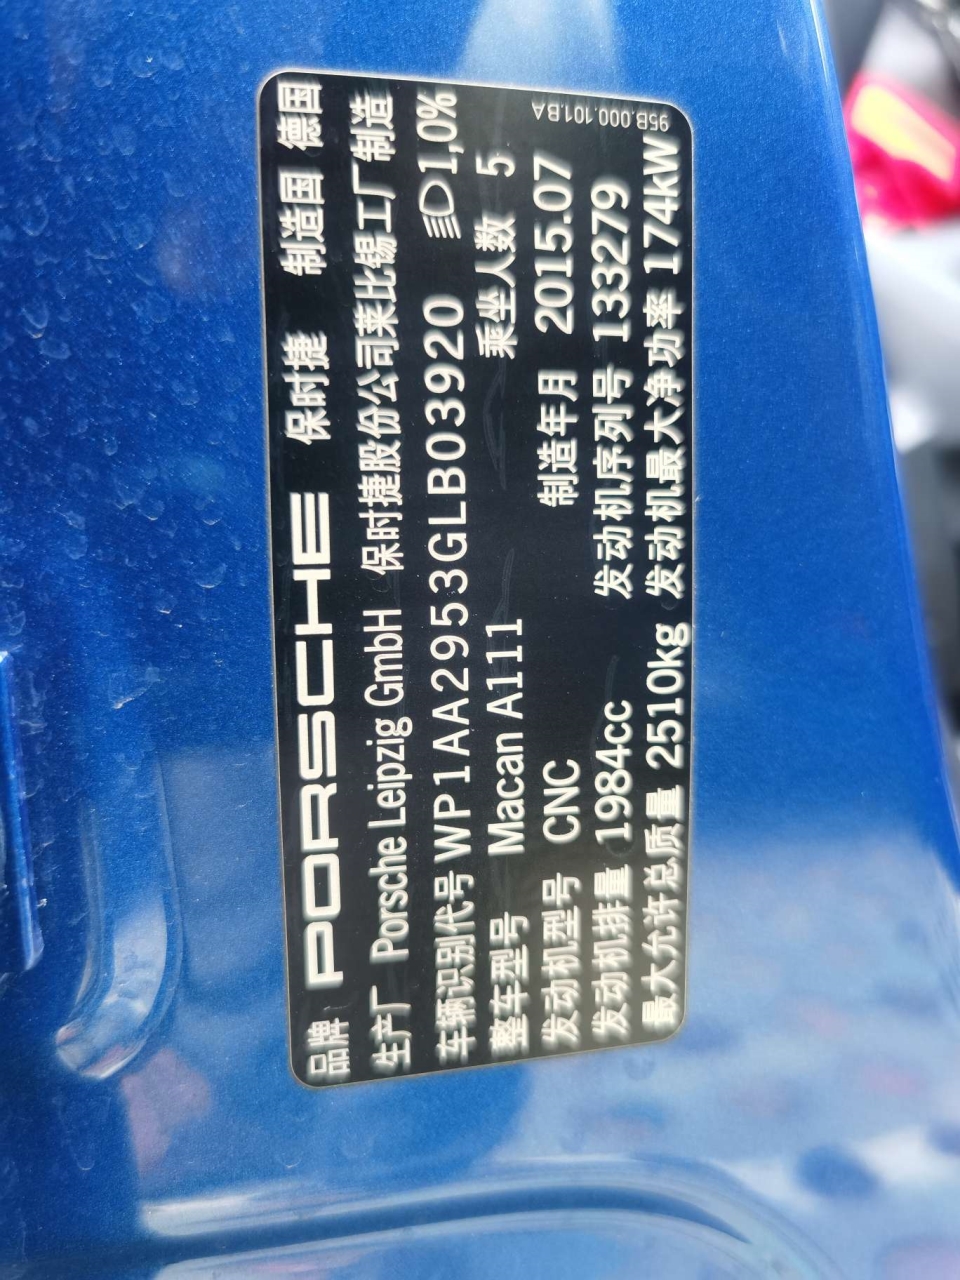 品牌 PORSCHE 保时捷 制造国 德国
生产厂 Porsche Leipzig GmbH 保时捷股份公司莱比锡工厂制造
车辆识别代号 WP1AA2953GLB03920 1,0%
整车型号 Macan A111 乘坐人数 5
发动机型号 CNC 制造年月 2015.07
发动机排量 1984cc 发动机序列号 133279
最大允许总质量 2510kg 发动机最大净功率 174kW
95B.000.101.BA